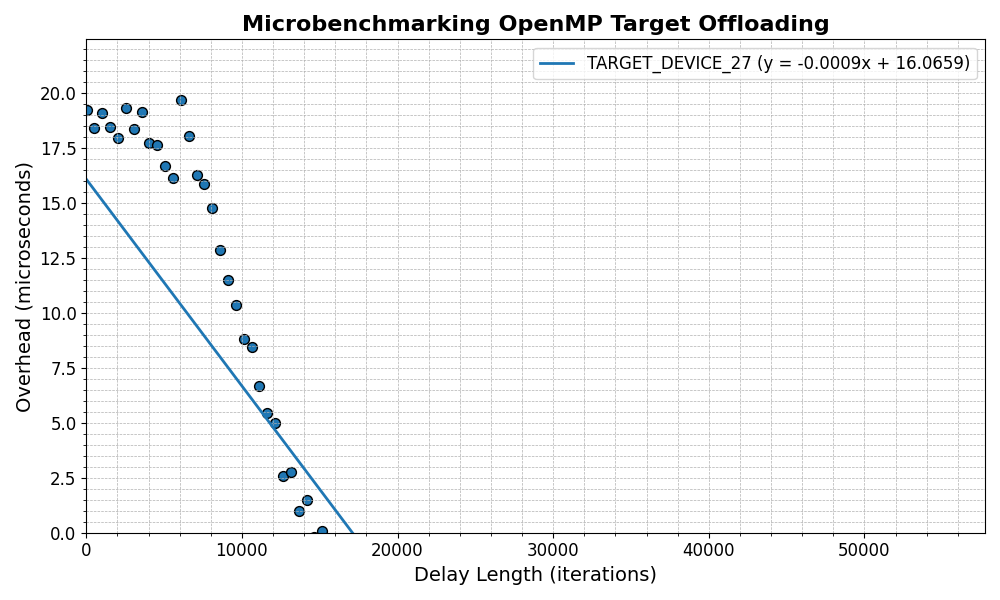 Microbenchmarking OpenMP Target Offloading
TARGET_DEVICE_27 (y = -0.0009x + 16.0659)
Overhead (microseconds)
20.0
17.5
15.0
12.5
10.0
7.5
5.0
2.5
0.0
0 10000 20000 30000 40000 50000
Delay Length (iterations)